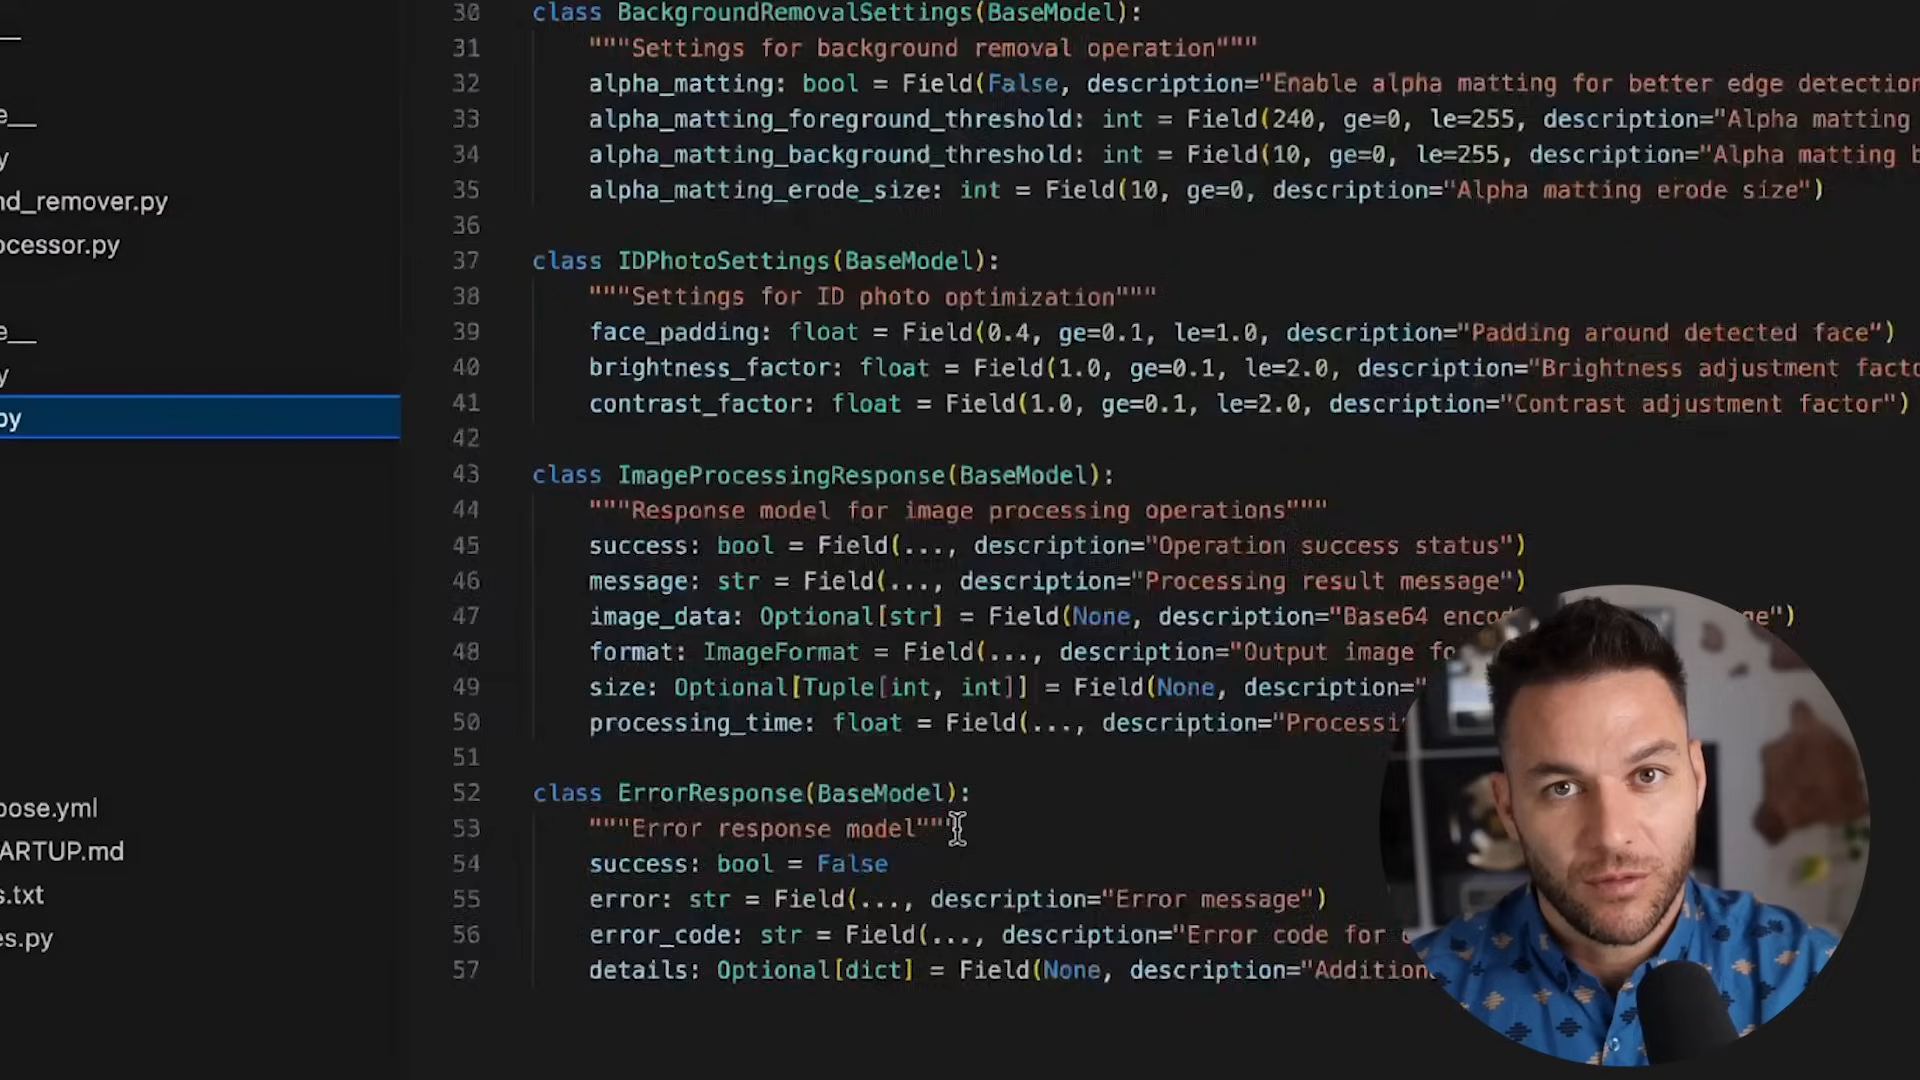 e__
y
nd_remover.py
ocessor.py
e__
y
py
pose.yml
ARTUP.md
s.txt
es.py
30 class BackgroundRemovalSettings(BaseModel):
31 """Settings for background removal operation"""
32 alpha_matting: bool = Field(False, description="Enable alpha matting for better edge detection
33 alpha_matting_foreground_threshold: int = Field(240, ge=0, le=255, description="Alpha matting
34 alpha_matting_background_threshold: int = Field(10, ge=0, le=255, description="Alpha matting b
35 alpha_matting_erode_size: int = Field(10, ge=0, description="Alpha matting erode size")
36
37 class IDPhotoSettings(BaseModel):
38 """Settings for ID photo optimization"""
39 face_padding: float = Field(0.4, ge=0.1, le=1.0, description="Padding around detected face")
40 brightness_factor: float = Field(1.0, ge=0.1, le=2.0, description="Brightness adjustment facto
41 contrast_factor: float = Field(1.0, ge=0.1, le=2.0, description="Contrast adjustment factor")
42
43 class ImageProcessingResponse(BaseModel):
44 """Response model for image processing operations"""
45 success: bool = Field(..., description="Operation success status")
46 message: str = Field(..., description="Processing result message")
47 image_data: Optional[str] = Field(None, description="Base64 enco ge")
48 format: ImageFormat = Field(..., description="Output image fo
49 size: Optional[Tuple[int, int]] = Field(None, description="
50 processing_time: float = Field(..., description="Processi
51
52 class ErrorResponse(BaseModel):
53 """Error response model"""
54 success: bool = False
55 error: str = Field(..., description="Error message")
56 error_code: str = Field(..., description="Error code for
57 details: Optional[dict] = Field(None, description="Addition